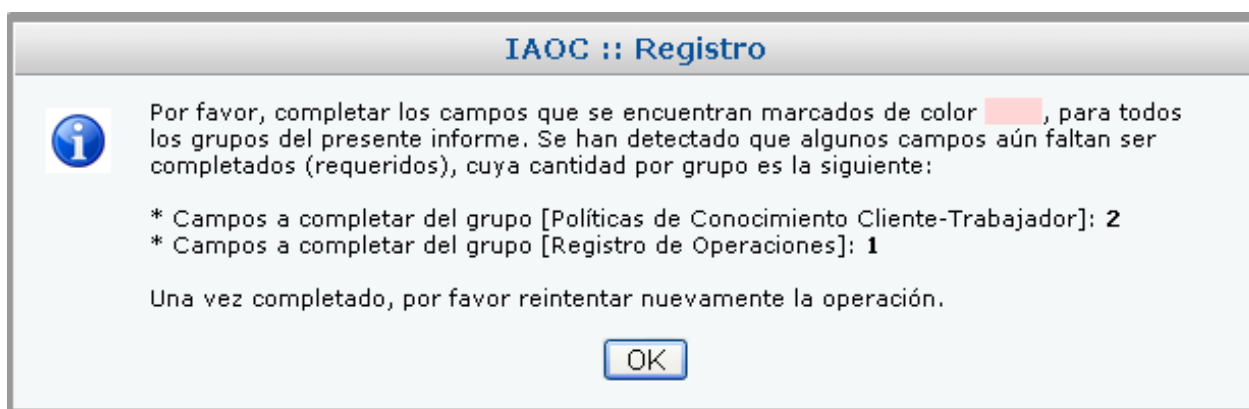 IAOC :: Registro
Por favor, completar los campos que se encuentran marcados de color , para todos
los grupos del presente informe. Se han detectado que algunos campos aún faltan ser
completados (requeridos), cuya cantidad por grupo es la siguiente:
* Campos a completar del grupo [Políticas de Conocimiento Cliente-Trabajador]: 2
* Campos a completar del grupo [Registro de Operaciones]: 1
Una vez completado, por favor reintentar nuevamente la operación.
OK